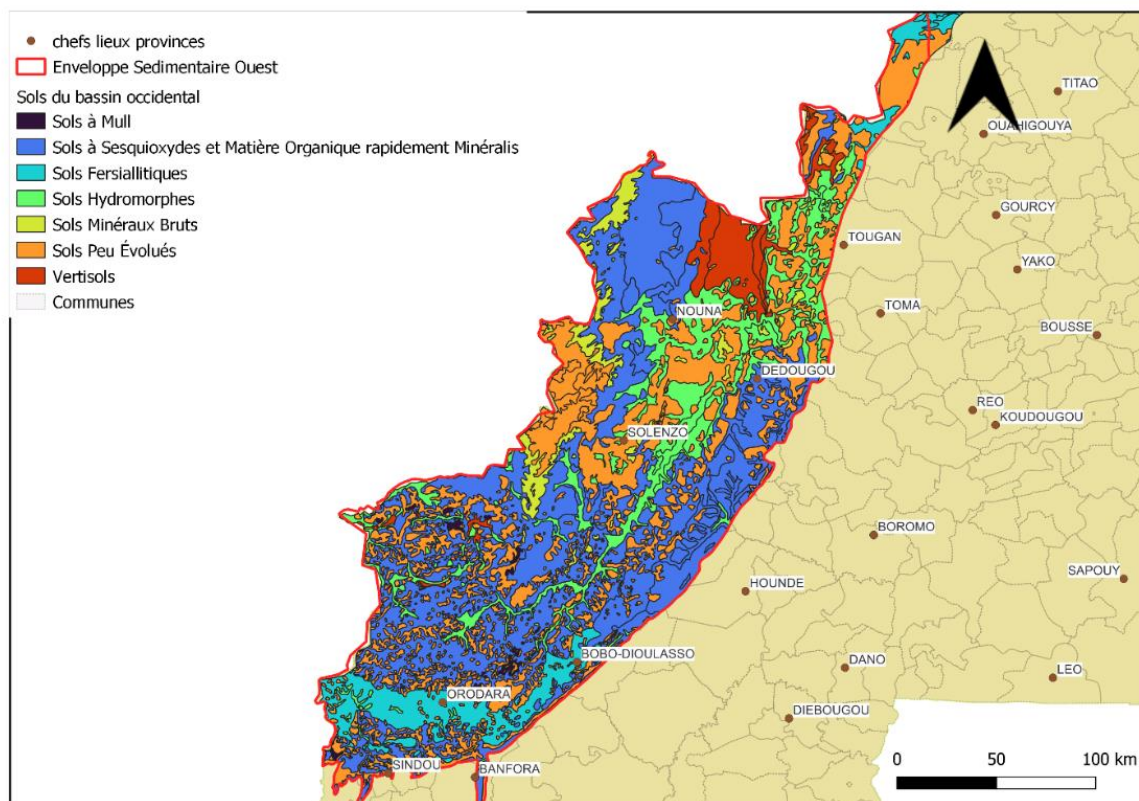 chefs lieux provinces
Enveloppe Sedimentaire Ouest
Sols du bassin occidental
Sols à Mull
Sols à Sesquioxydes et Matière Organique rapidement Minéralis
Sols Fersiallitiques
Sols Hydromorphes
Sols Minéraux Bruts
Sols Peu Évolués
Vertisols
Communes
TITAO
OUAHIGOUYA
GOURCY
TOUGAN
YAKO
NOUNA
TOMA
BOUSSE
DEDOUGOU
REO
KOUDOUGOU
SOLENZO
BOROMO
SAPOUY
HOUNDE
BOBO-DIOULASSO
DANO
LEO
ORODARA
DIEBOUGOU
SINDOU
BANFORA
0 50 100 km